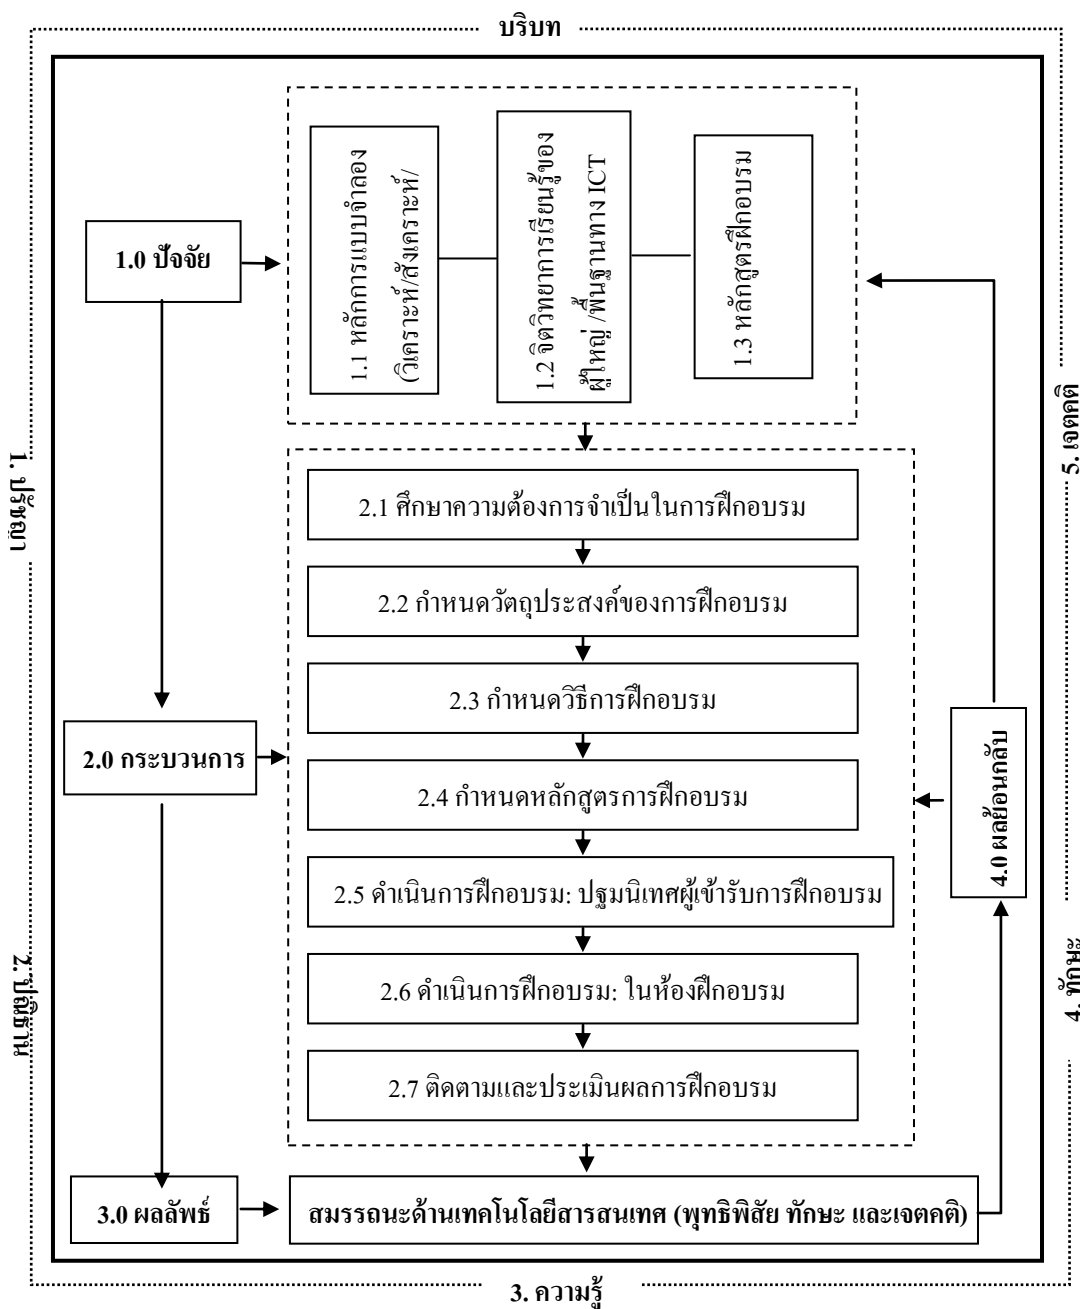 บริบท
1.0 ปัจจัย
1.1 หลักการแบบจำลอง
(วิเคราะห์/สังเคราะห์/
1.2 จิตวิทยาการเรียนรู้ของ
ผู้ใหญ่ /พื้นฐานทาง ICT
1.3 หลักสูตรฝึกอบรม
5. เจตคติ
1. ปรัชญา
2.1 ศึกษาความต้องการจำเป็นในการฝึกอบรม
2.2 กำหนดวัตถุประสงค์ของการฝึกอบรม
2.3 กำหนดวิธีการฝึกอบรม
2.0 กระบวนการ
2.4 กำหนดหลักสูตรการฝึกอบรม
4.0 ผลย้อนกลับ
2.5 ดำเนินการฝึกอบรม: ปฐมนิเทศผู้เข้ารับการฝึกอบรม
2. ปณิธาน
4. ทักษะ
2.6 ดำเนินการฝึกอบรม: ในห้องฝึกอบรม
2.7 ติดตามและประเมินผลการฝึกอบรม
3.0 ผลลัพธ์
สมรรถนะด้านเทคโนโลยีสารสนเทศ (พุทธิพิสัย ทักษะ และเจตคติ)
3. ความรู้